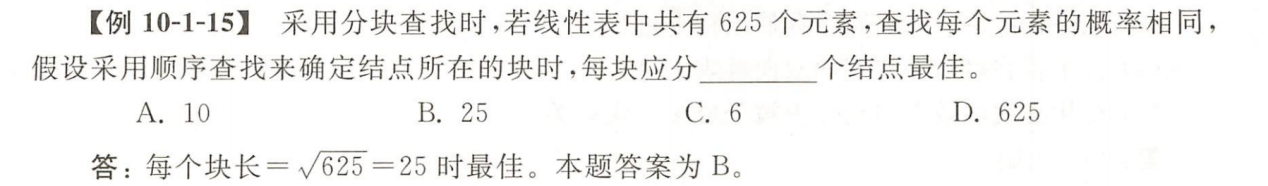 【例 10-1-15】 采用分块查找时,若线性表中共有 625 个元素,查找每个元素的概率相同,
假设采用顺序查找来确定结点所在的块时,每块应分________个结点最佳。
A. 10 B. 25 C. 6 D. 625
答：每个块长=√625=25 时最佳。本题答案为 B。